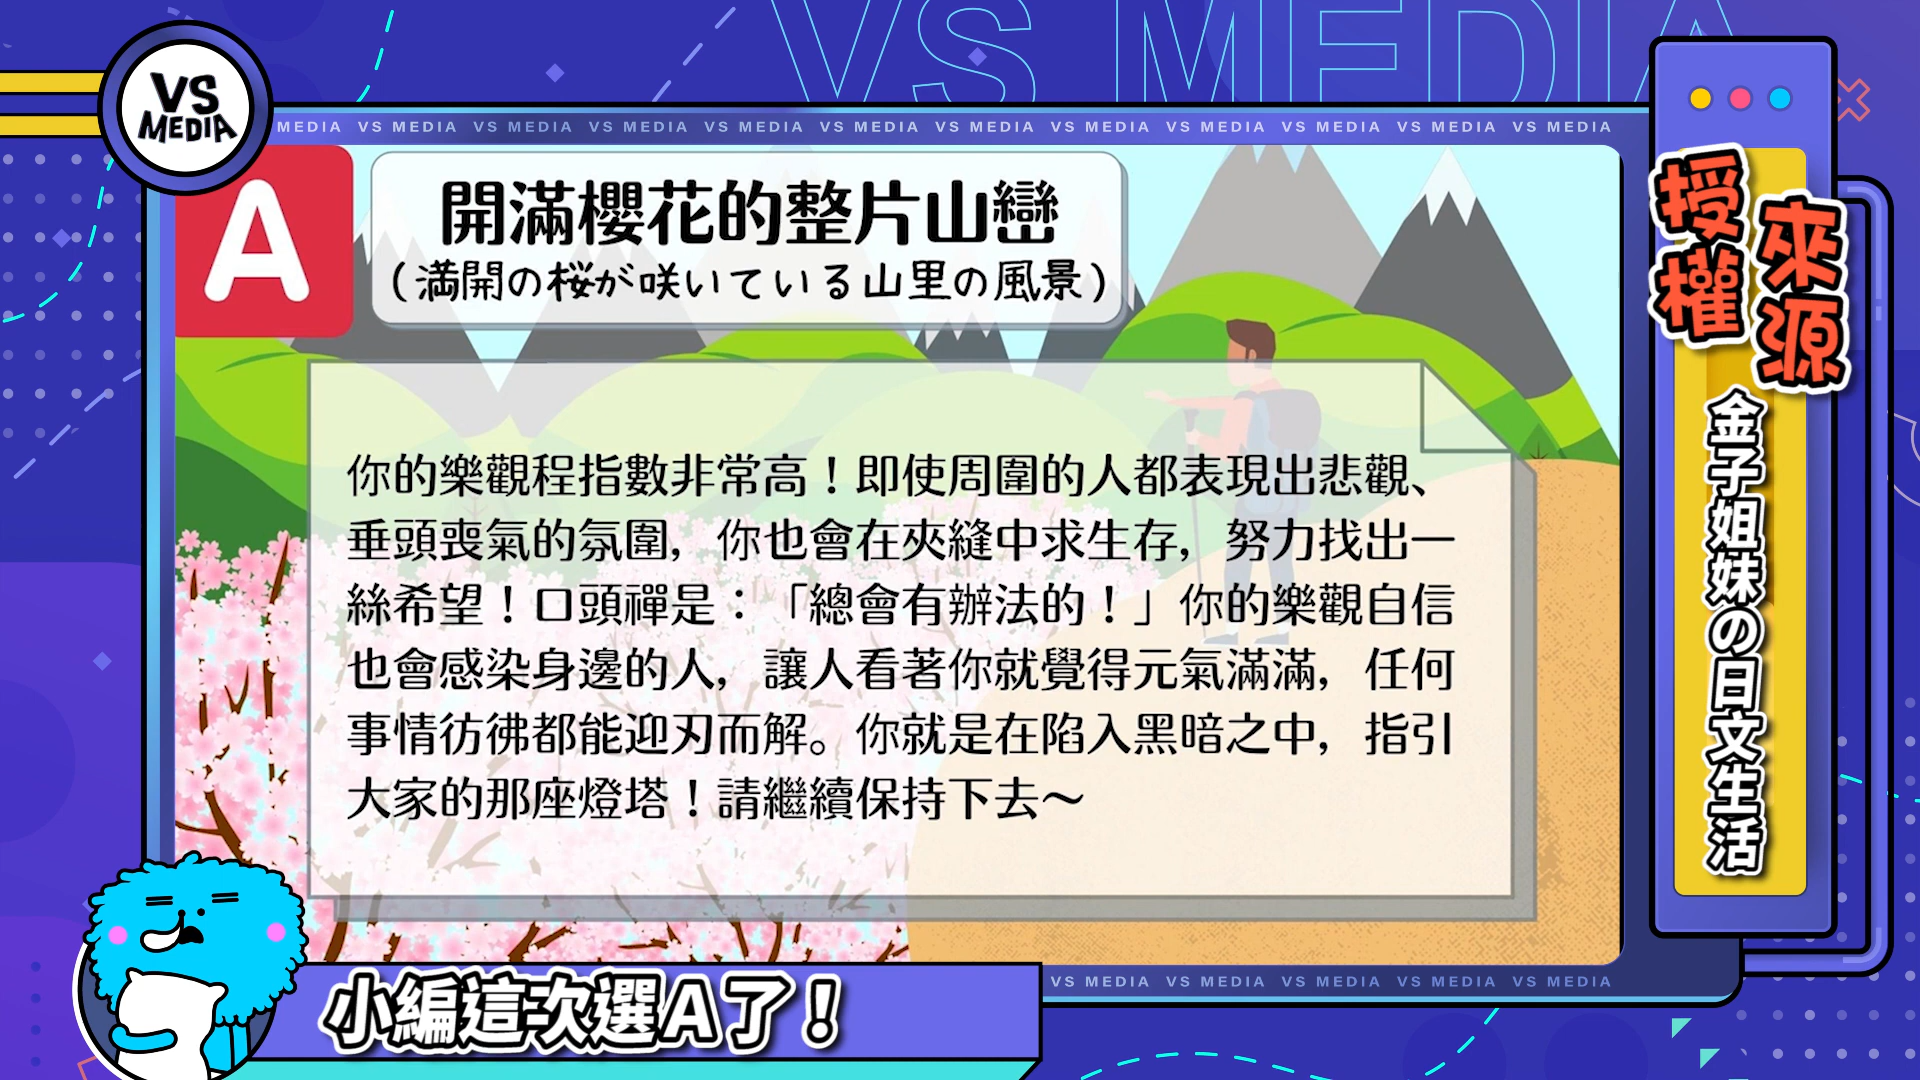 VS MEDIA
VS
MEDIA
MEDIA VS MEDIA VS MEDIA VS MEDIA VS MEDIA VS MEDIA VS MEDIA VS MEDIA VS MEDIA VS MEDIA VS MEDIA VS MEDIA
A
開滿櫻花的整片山巒
(満開の桜が咲いている山里の風景)
你的樂觀程指數非常高！即使周圍的人都表現出悲觀、
垂頭喪氣的氛圍，你也會在夾縫中求生存，努力找出一
絲希望！口頭禪是：「總會有辦法的！」你的樂觀自信
也會感染身邊的人，讓人看著你就覺得元氣滿滿，任何
事情彷彿都能迎刃而解。你就是在陷入黑暗之中，指引
大家的那座燈塔！請繼續保持下去～
授權
來源
金子姐妹の日文生活
VS MEDIA VS MEDIA VS MEDIA VS MEDIA VS MEDIA
小編這次選A了！